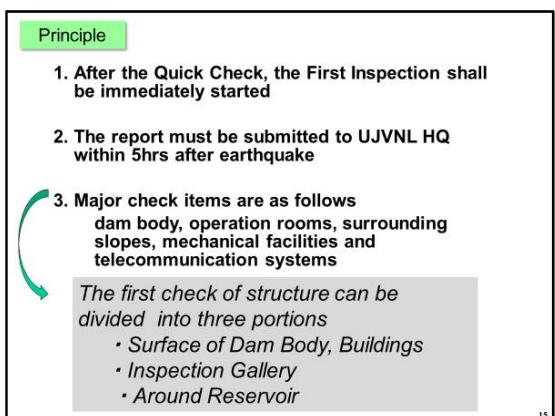 Principle
1. After the Quick Check, the First Inspection shall
be immediately started
2. The report must be submitted to UJVNL HQ
within 5hrs after earthquake
3. Major check items are as follows
dam body, operation rooms, surrounding
slopes, mechanical facilities and
telecommunication systems
The first check of structure can be
divided into three portions
・Surface of Dam Body, Buildings
・Inspection Gallery
・Around Reservoir
15